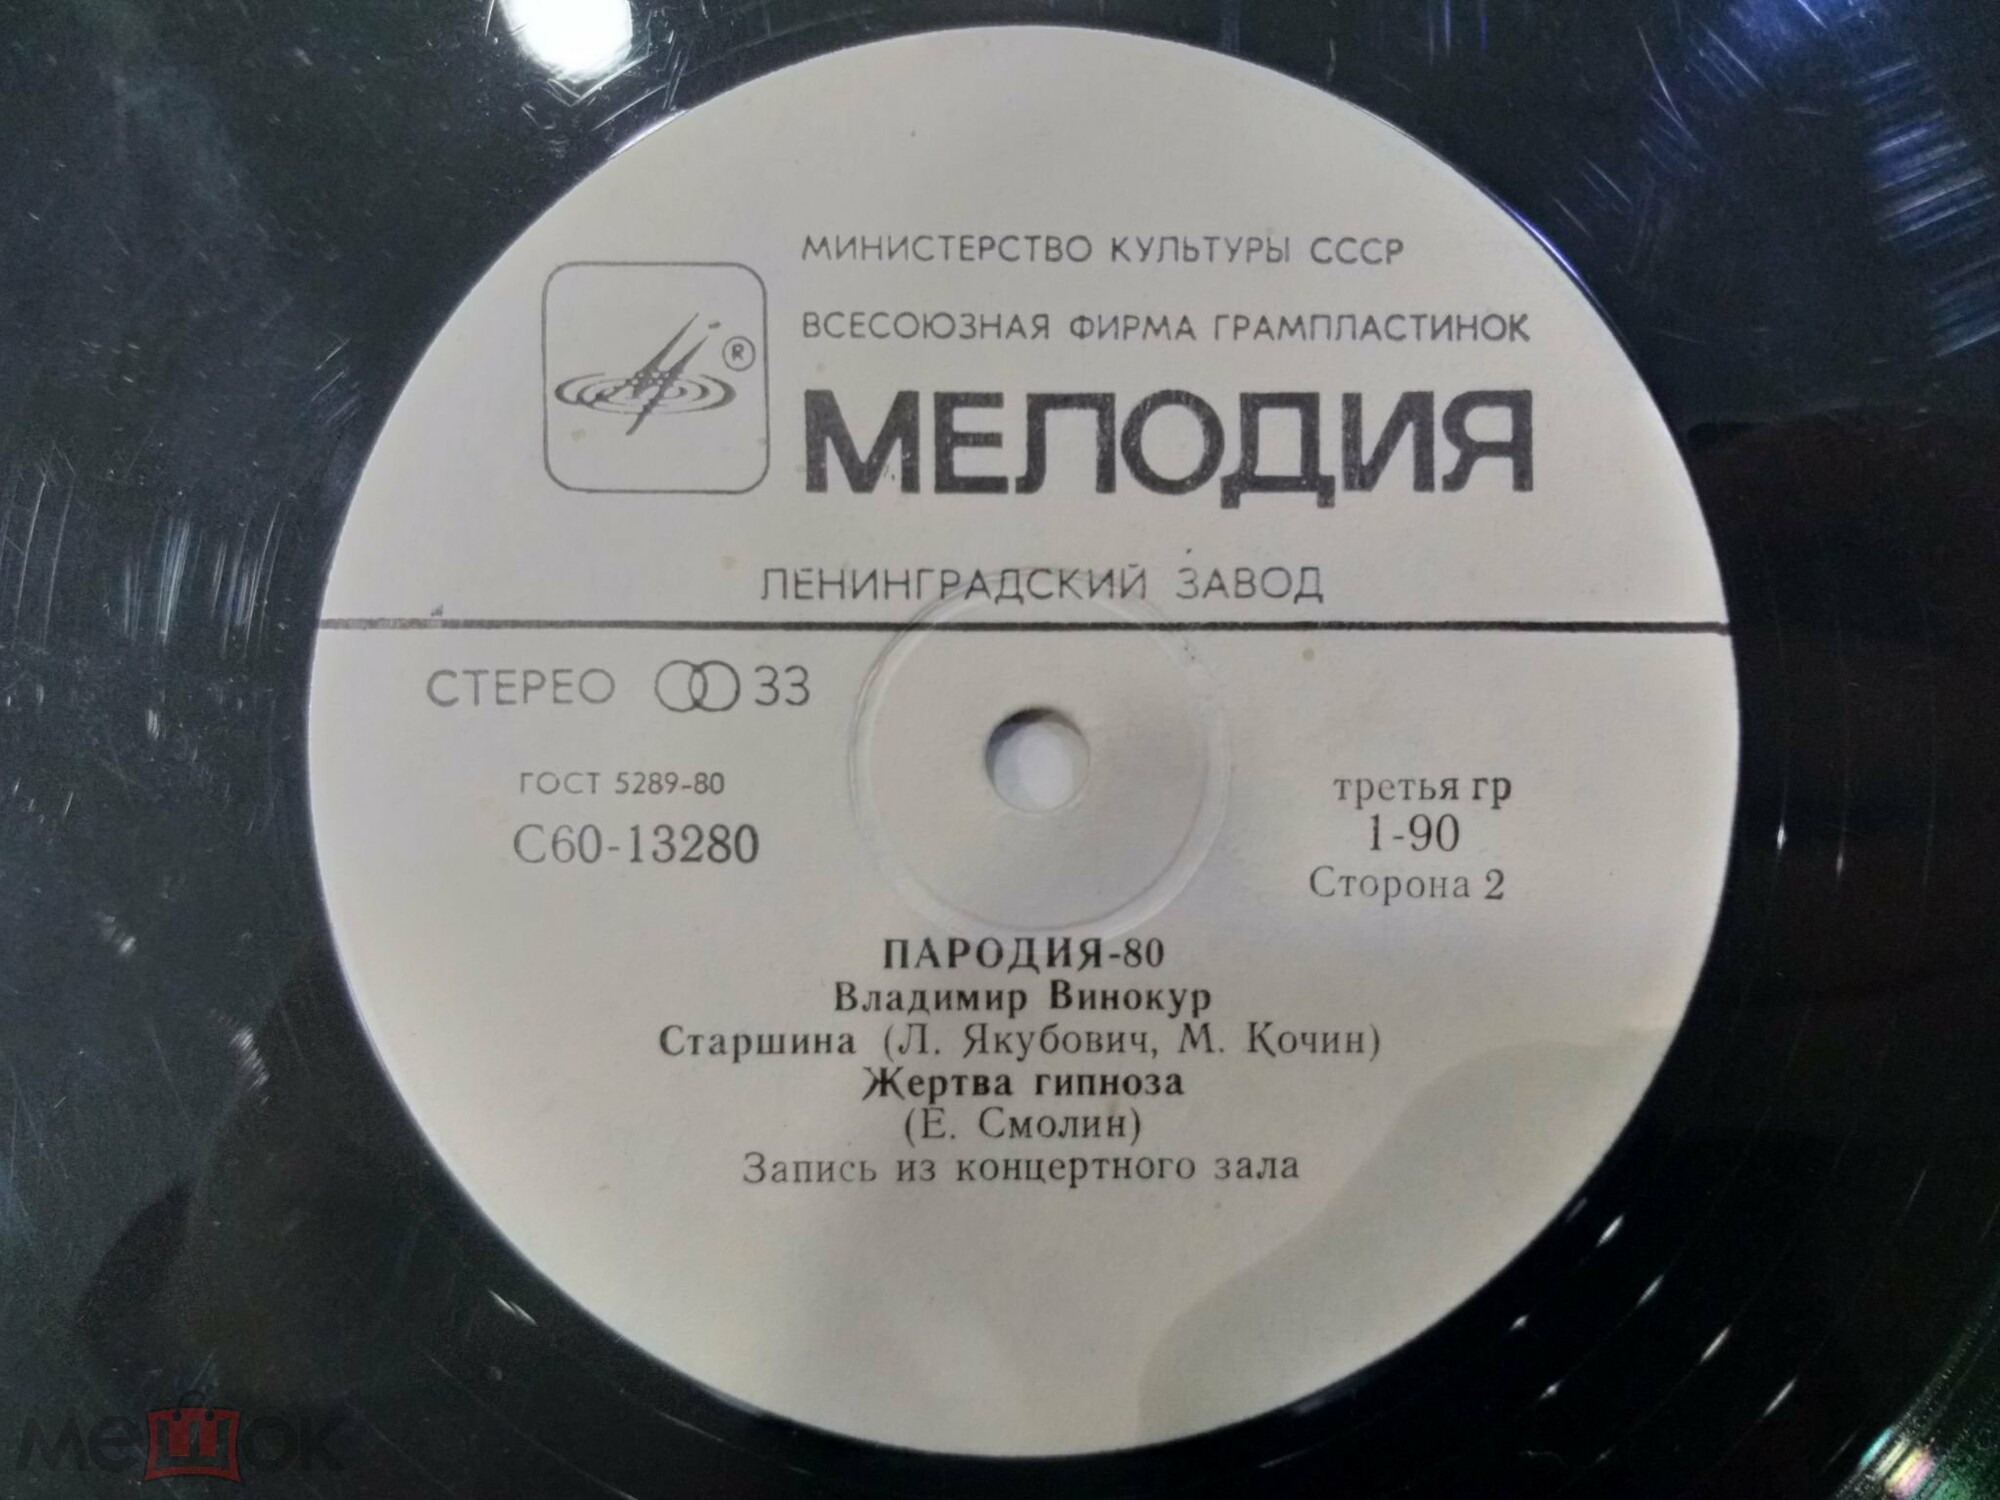 МИНИСТЕРСТВО КУЛЬТУРЫ СССР
ВСЕСОЮЗНАЯ ФИРМА ГРАМПЛАСТИНОК
®
МЕЛОДИЯ
ЛЕНИНГРАДСКИЙ ЗАВОД
СТЕРЕО 33
ГОСТ 5289-80
С60-13280
третья гр
1-90
Сторона 2
ПАРОДИЯ-80
Владимир Винокур
Старшина (Л. Якубович, М. Кочин)
Жертва гипноза
(Е. Смолин)
Запись из концертного зала
мешок